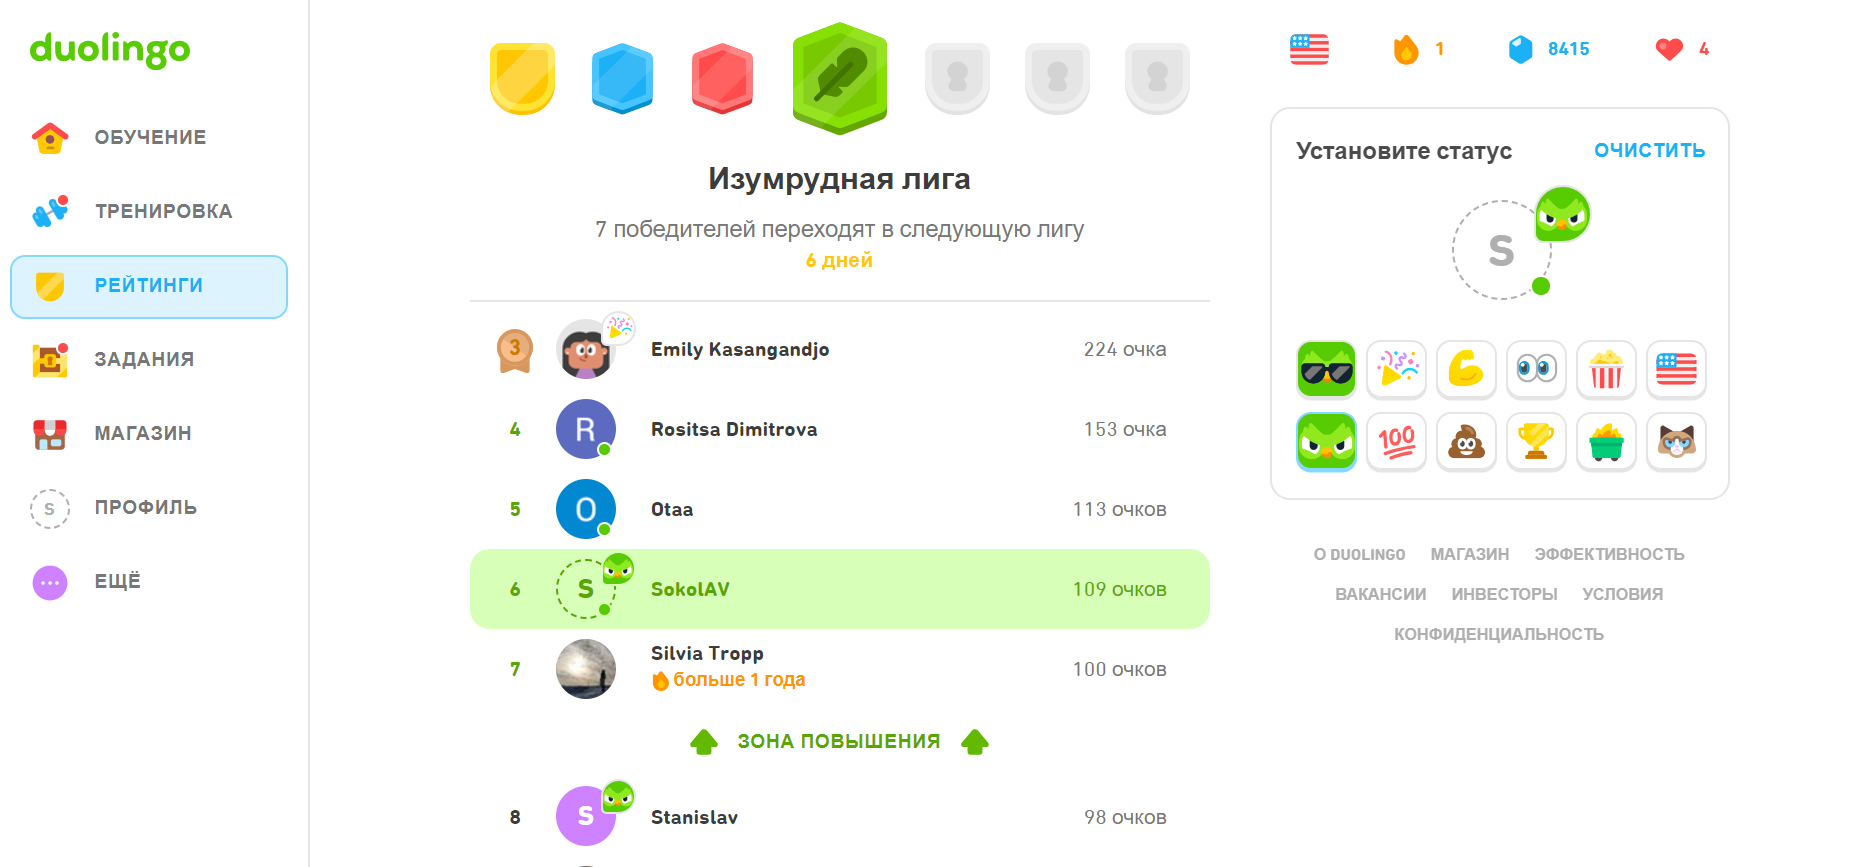 duolingo
ОБУЧЕНИЕ
ТРЕНИРОВКА
РЕЙТИНГИ
ЗАДАНИЯ
МАГАЗИН
S
ПРОФИЛЬ
ЕЩЁ
Изумрудная лига
7 победителей переходят в следующую лигу
6 дней
3 Emily Kasangandjo 224 очка
4 R Rositsa Dimitrova 153 очка
5 O Otaa 113 очков
6 S SokolAV 109 очков
7 Silvia Tropp 100 очков
больше 1 года
ЗОНА ПОВЫШЕНИЯ
8 S Stanislav 98 очков
1 8415 4
Установите статус ОЧИСТИТЬ
S
100
О DUOLINGO МАГАЗИН ЭФФЕКТИВНОСТЬ
ВАКАНСИИ ИНВЕСТОРЫ УСЛОВИЯ
КОНФИДЕНЦИАЛЬНОСТЬ